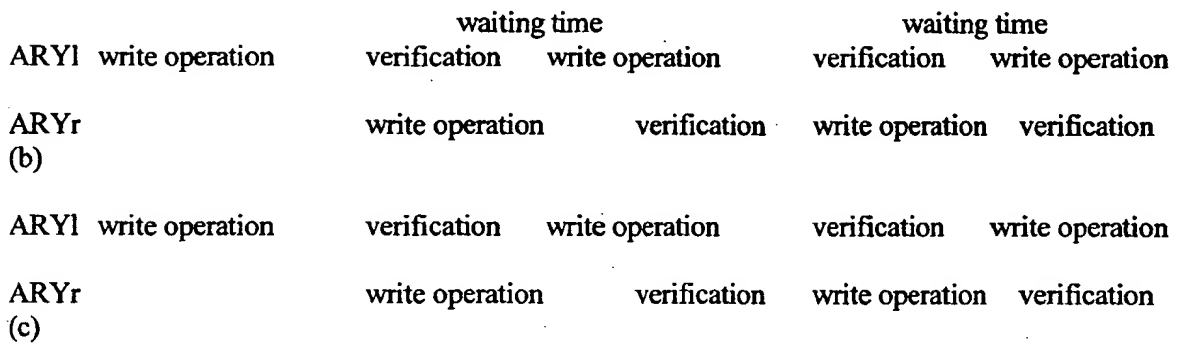 waiting time waiting time
ARYl write operation verification write operation verification write operation
ARYr write operation verification write operation verification
(b)
ARYl write operation verification write operation verification write operation
ARYr write operation verification write operation verification
(c)